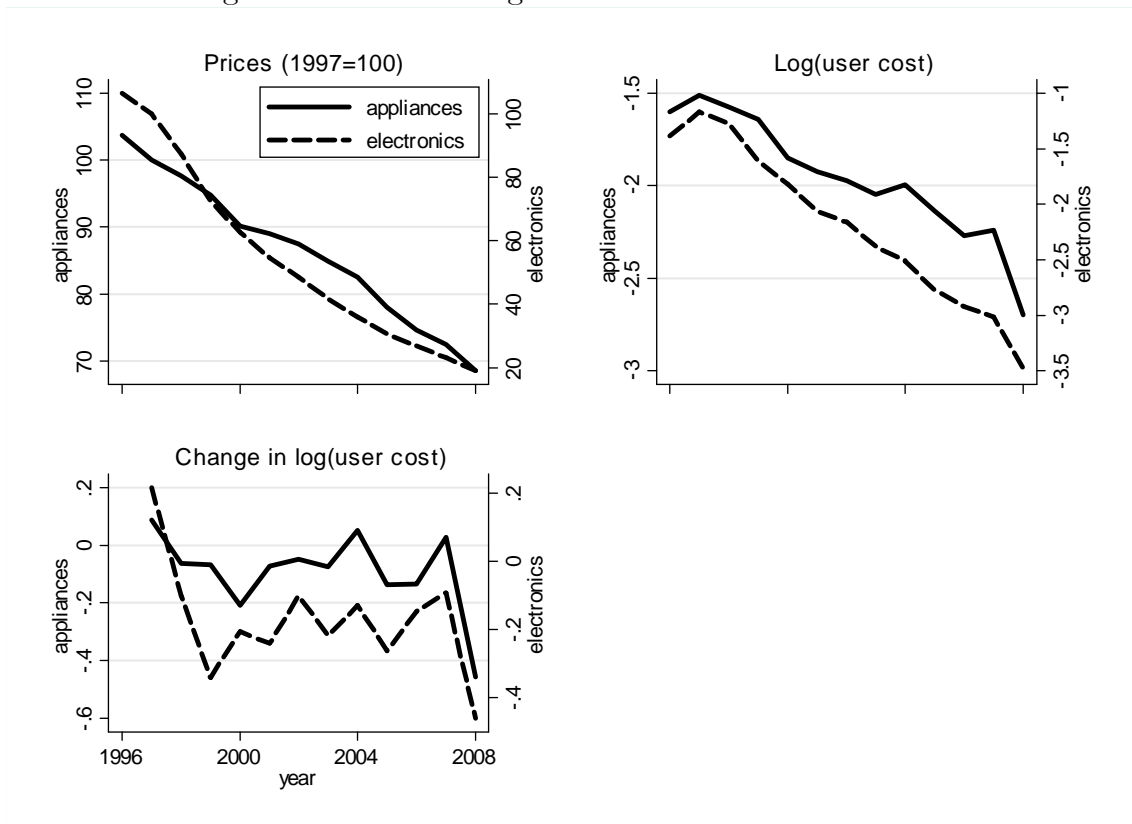 Prices (1997=100)
appliances
electronics
110
100
90
80
70
appliances
100
80
60
40
20
electronics
Log(user cost)
-1.5
-2
-2.5
-3
appliances
-1
-1.5
-2
-2.5
-3
-3.5
electronics
Change in log(user cost)
.2
0
-.2
-.4
-.6
appliances
.2
0
-.2
-.4
electronics
1996 2000 2004 2008
year